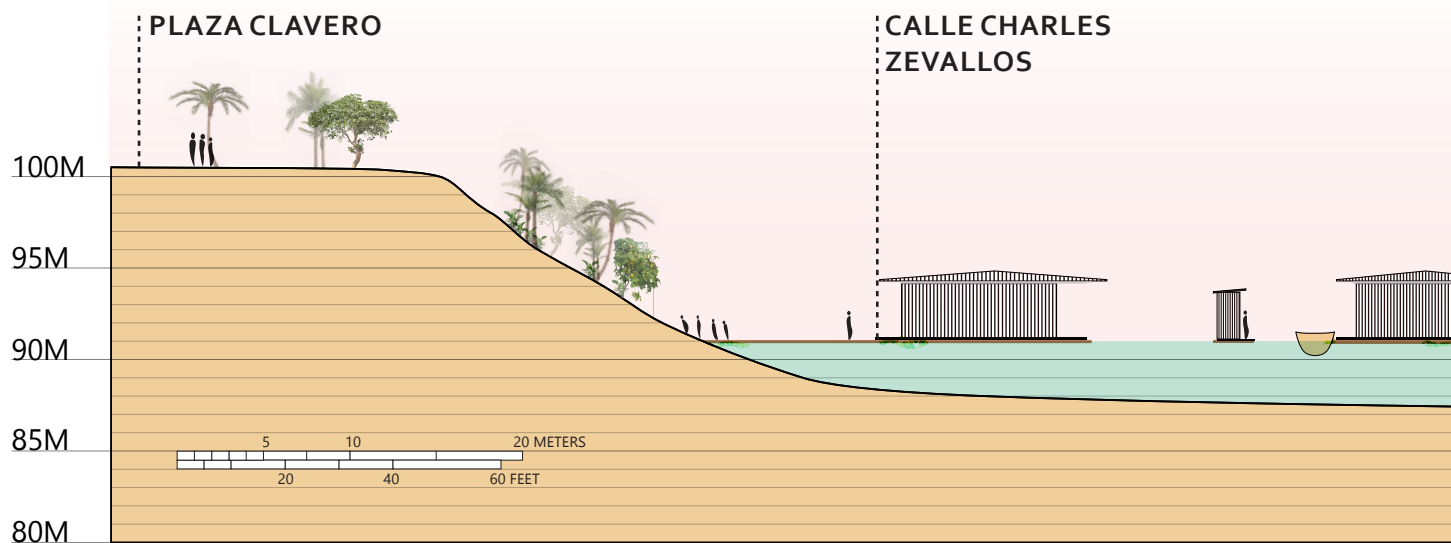 PLAZA CLAVERO
CALLE CHARLES
ZEVALLOS
100M
95M
90M
85M
80M
5 10 20 METERS
20 40 60 FEET